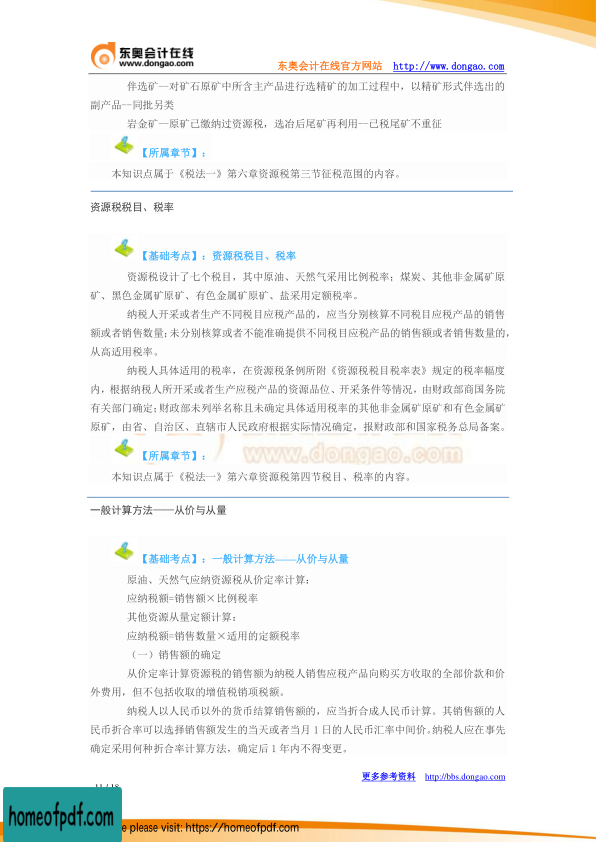 东奥会计在线
www.dongao.com
东奥会计在线官方网站 http://www.dongao.com
伴选矿—对矿石原矿中所含主产品进行选精矿的加工过程中，以精矿形式伴选出的
副产品--同批另类
岩金矿—原矿已缴纳过资源税，选冶后尾矿再利用--已税尾矿不重征
【所属章节】：
本知识点属于《税法一》第六章资源税第三节征税范围的内容。
资源税税目、税率
【基础考点】：资源税税目、税率
资源税设计了七个税目，其中原油、天然气采用比例税率；煤炭、其他非金属矿原
矿、黑色金属矿原矿、有色金属矿原矿、盐采用定额税率。
纳税人开采或者生产不同税目应税产品的，应当分别核算不同税目应税产品的销售
额或者销售数量；未分别核算或者不能准确提供不同税目应税产品的销售额或者销售数量的，
从高适用税率。
纳税人具体适用的税率，在资源税条例所附《资源税税目税率表》规定的税率幅度
内，根据纳税人所开采或者生产应税产品的资源品位、开采条件等情况，由财政部商国务院
有关部门确定；财政部未列举名称且未确定具体适用税率的其他非金属矿原矿和有色金属矿
原矿，由省、自治区、直辖市人民政府根据实际情况确定，报财政部和国家税务总局备案。
www.dongao.com
【所属章节】：
本知识点属于《税法一》第六章资源税第四节税目、税率的内容。
一般计算方法——从价与从量
【基础考点】：一般计算方法——从价与从量
原油、天然气应纳资源税从价定率计算：
应纳税额=销售额×比例税率
其他资源从量定额计算：
应纳税额=销售数量×适用的定额税率
（一）销售额的确定
从价定率计算资源税的销售额为纳税人销售应税产品向购买方收取的全部价款和价
外费用，但不包括收取的增值税销项税额。
纳税人以人民币以外的货币结算销售额的，应当折合成人民币计算。其销售额的人
民币折合率可以选择销售额发生的当天或者当月 1 日的人民币汇率中间价。纳税人应在事先
确定采用何种折合率计算方法，确定后 1 年内不得变更。
更多参考资料 http://bbs.dongao.com
11 / 18
homeofpdf.com
please visit: https://homeofpdf.com